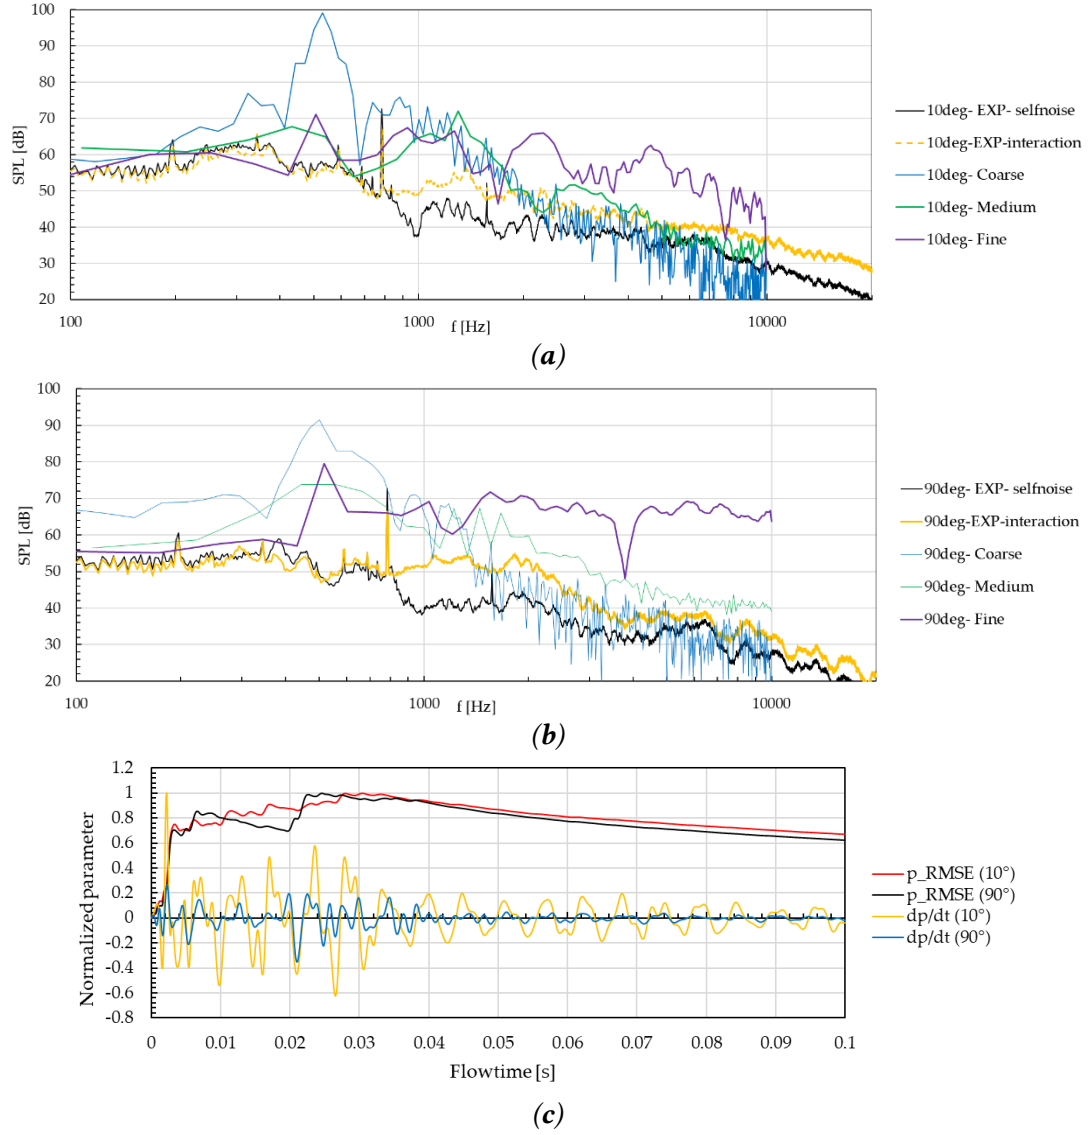 100
90
80
70
60
50
40
30
20
SPL [dB]
100
1000
10000
f [Hz]
10deg- EXP- selfnoise
10deg-EXP-interaction
10deg- Coarse
10deg- Medium
10deg- Fine
(a)
100
90
80
70
60
50
40
30
20
SPL [dB]
100
1000
10000
f [Hz]
90deg- EXP- selfnoise
90deg-EXP-interaction
90deg- Coarse
90deg- Medium
90deg- Fine
(b)
1.2
1
0.8
0.6
0.4
0.2
0
-0.2
-0.4
-0.6
-0.8
Normalized parameter
0
0.01
0.02
0.03
0.04
0.05
0.06
0.07
0.08
0.09
0.1
Flowtime [s]
p_RMSE (10°)
p_RMSE (90°)
dp/dt (10°)
dp/dt (90°)
(c)